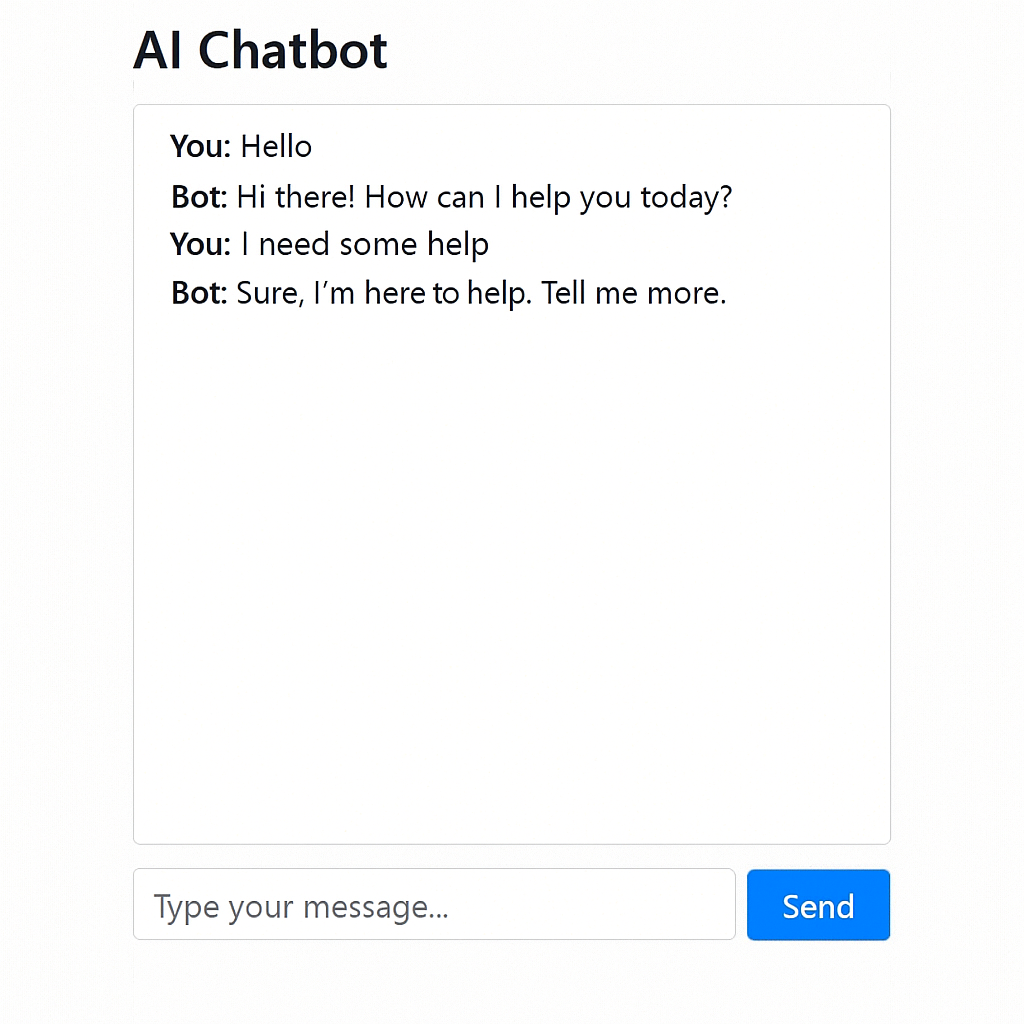 AI Chatbot
You: Hello
Bot: Hi there! How can I help you today?
You: I need some help
Bot: Sure, I’m here to help. Tell me more.
Type your message...
Send